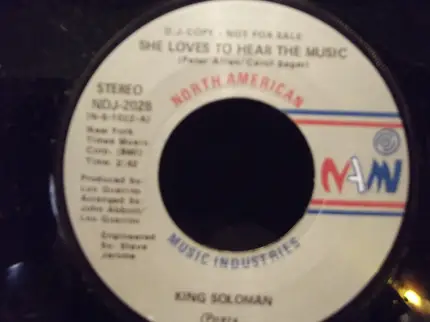 D.J. COPY - NOT FOR SALE
SHE LOVES TO HEAR THE MUSIC
(Peter Allen/Carol Sager)
NORTH AMERICAN
STEREO
NDJ-2028
New York
Times Music
Corp. (BMI)
Time: 2:42
Produced by:
Lou Guarino
Arranged by
John Abbott/
Lou Guarino
Engineered
by: Steve
Jerome
NAMI
MUSIC INDUSTRIES
KING SOLOMAN